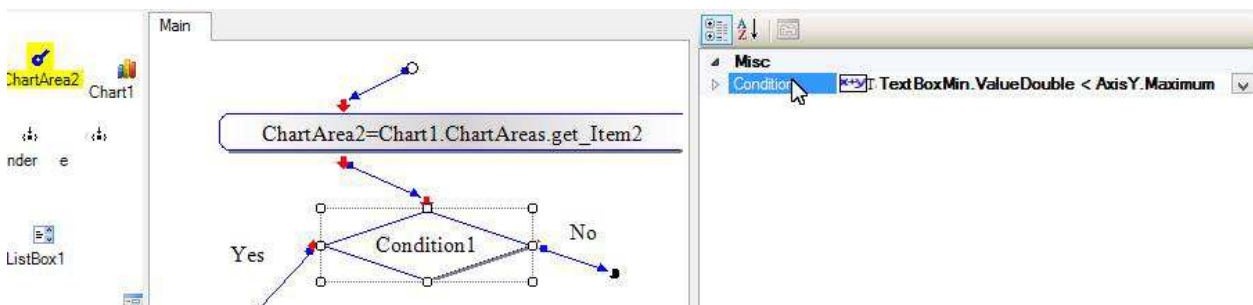 Main
ChartArea2
Chart1
nder e
ListBox1
ChartArea2=Chart1.ChartAreas.get_Item2
Condition1
Yes
No
Misc
Condition
TextBoxMin.ValueDouble < AxisY.Maximum